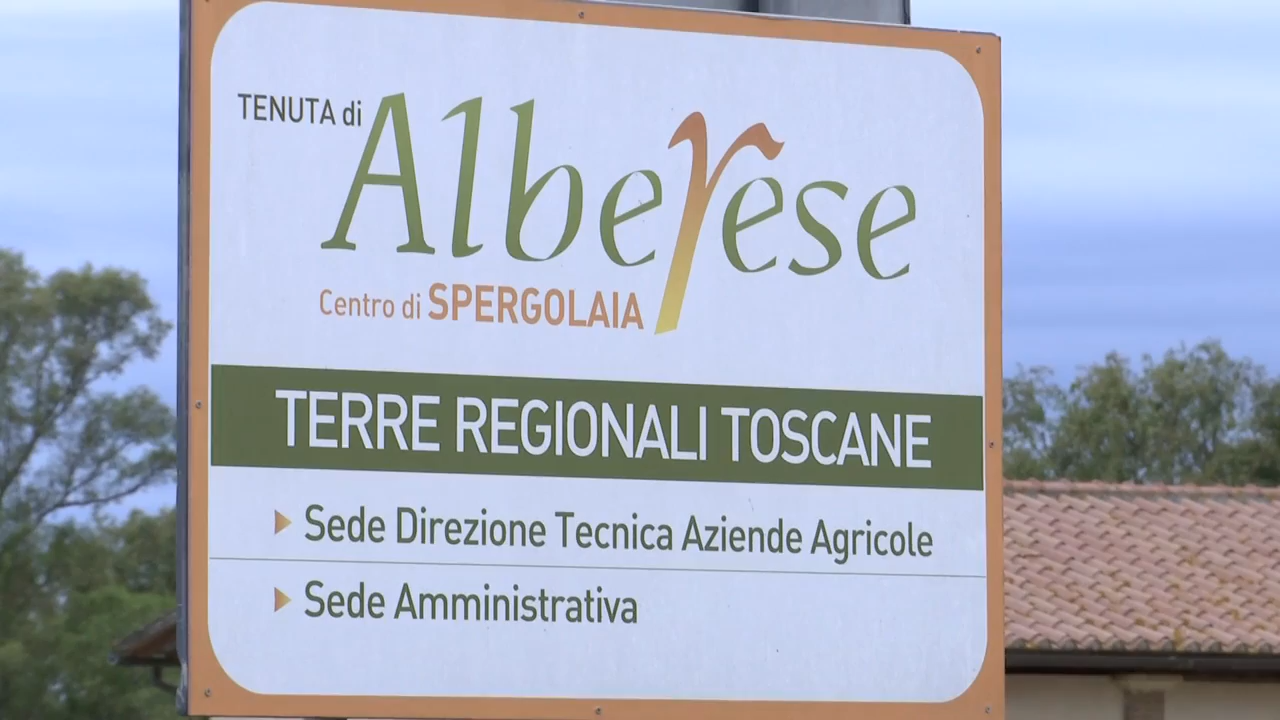 TENUTA di Alberese
Centro di SPERGOLAIA
TERRE REGIONALI TOSCANE
Sede Direzione Tecnica Aziende Agricole
Sede Amministrativa